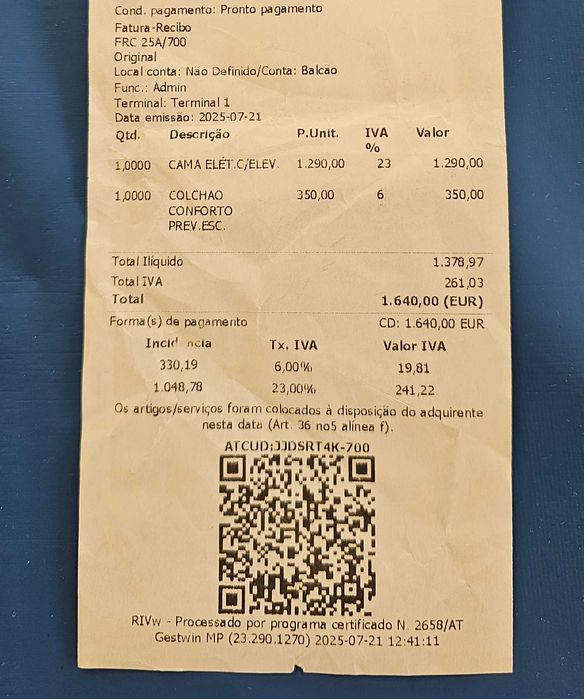 Cond. pagamento: Pronto pagamento
Fatura-Recibo
FRC 25A/700
Original
Local conta: Não Definido/Conta: Balcão
Func.: Admin
Terminal: Terminal 1
Data emissão: 2025-07-21
Qtd. Descrição P.Unit. IVA % Valor
1,0000 CAMA ELÉT.C/ELEV. 1.290,00 23 1.290,00
1,0000 COLCHAO 350,00 6 350,00
CONFORTO
PREV.ESC.
Total Ilíquido 1.378,97
Total IVA 261,03
Total 1.640,00 (EUR)
Forma(s) de pagamento CD: 1.640,00 EUR
Incid ncia Tx. IVA Valor IVA
330,19 6,00% 19,81
1.048,78 23,00% 241,22
Os artigos/serviços foram colocados à disposição do adquirente
nesta data (Art. 36 no5 alínea f).
ATCUD:JJDSRT4K-700
RIVw - Processado por programa certificado N. 2658/AT
Gestwin MP (23.290.1270) 2025-07-21 12:41:11